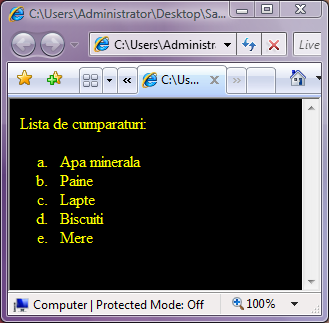 C:\Users\Administrator\Desktop\Sa...
C:\Users\Administra
Live
C:\Us...
Lista de cumparaturi:
a. Apa minerala
b. Paine
c. Lapte
d. Biscuiti
e. Mere
Computer | Protected Mode: Off
100%